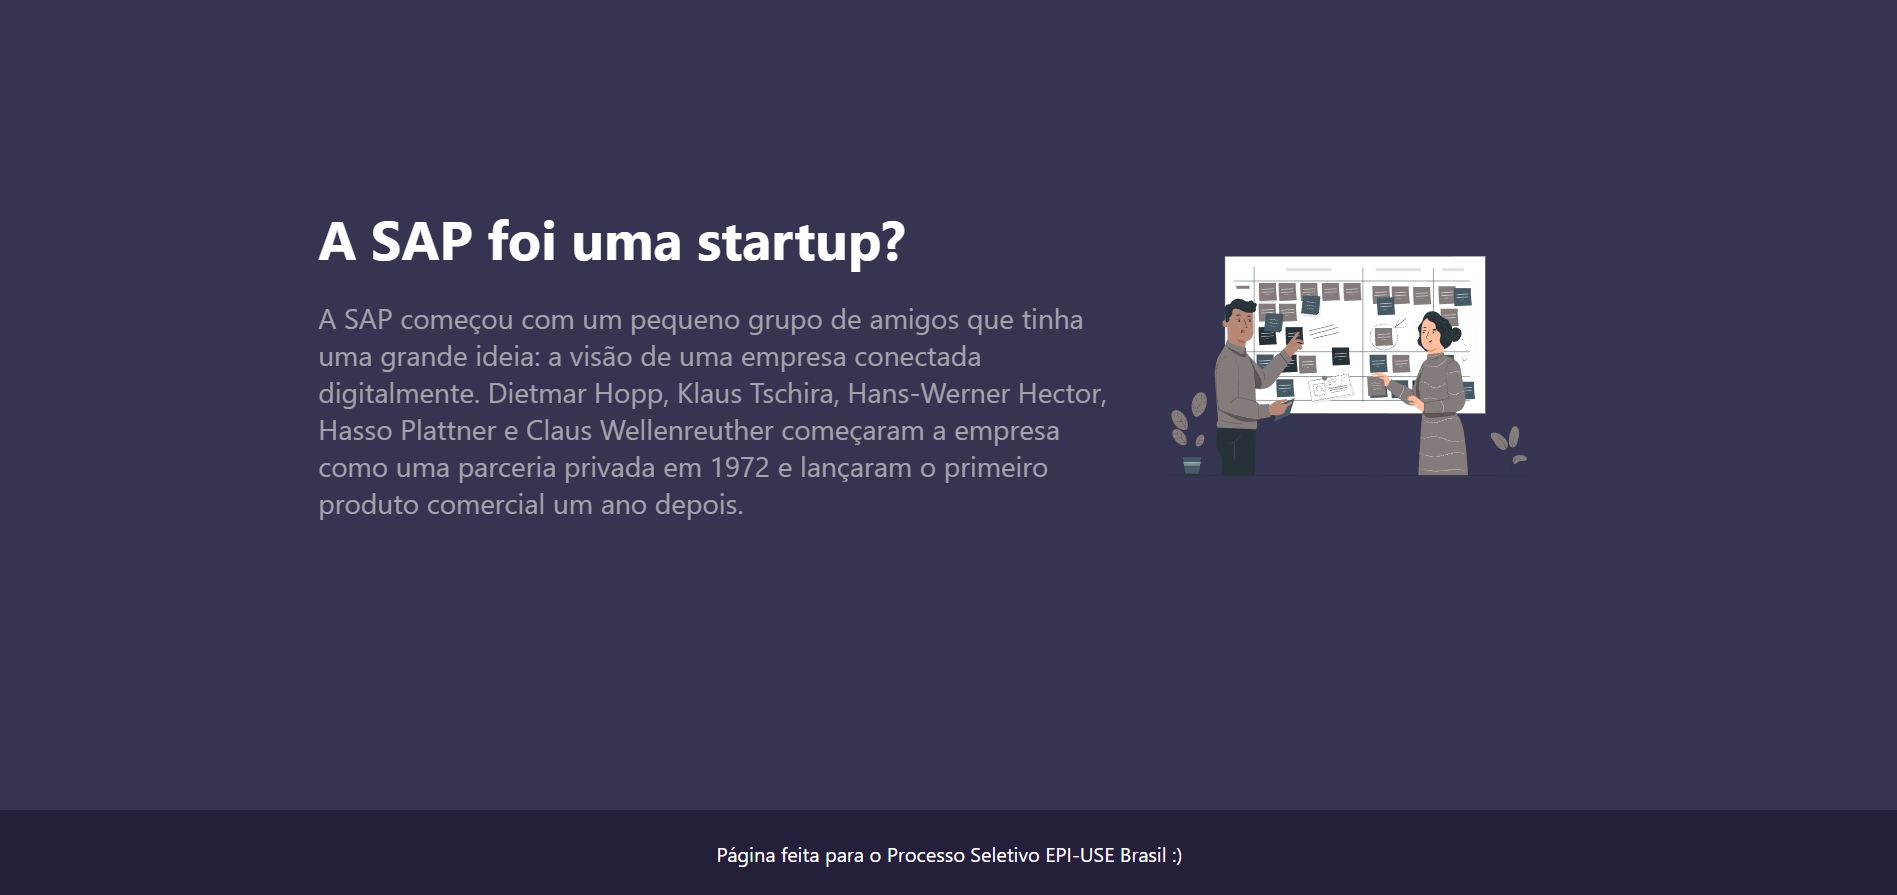 A SAP foi uma startup?
A SAP começou com um pequeno grupo de amigos que tinha
uma grande ideia: a visão de uma empresa conectada
digitalmente. Dietmar Hopp, Klaus Tschira, Hans-Werner Hector,
Hasso Plattner e Claus Wellenreuther começaram a empresa
como uma parceria privada em 1972 e lançaram o primeiro
produto comercial um ano depois.
Página feita para o Processo Seletivo EPI-USE Brasil :)